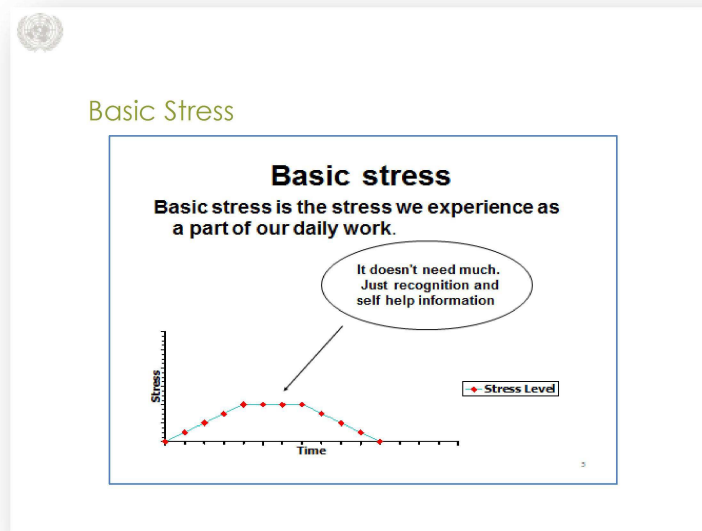 Basic Stress
Basic stress
Basic stress is the stress we experience as
a part of our daily work.
It doesn't need much.
Just recognition and
self help information
Stress
Stress Level
Time
5